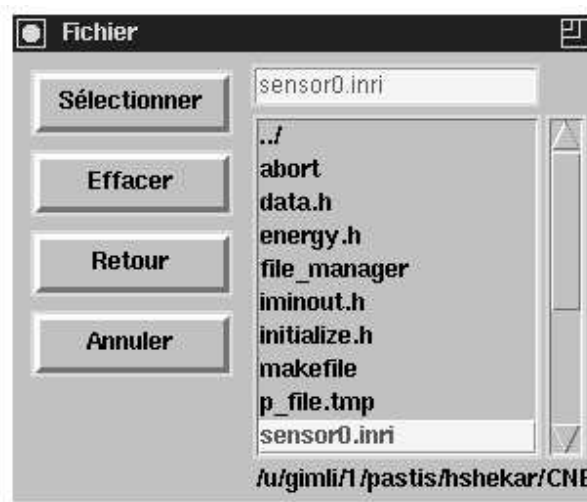 Fichier
Sélectionner
Effacer
Retour
Annuler
sensor0.inri
../
abort
data.h
energy.h
file_manager
iminout.h
initialize.h
makefile
p_file.tmp
sensor0.inri
/u/gimli/1/pastis/hshekar/CNE